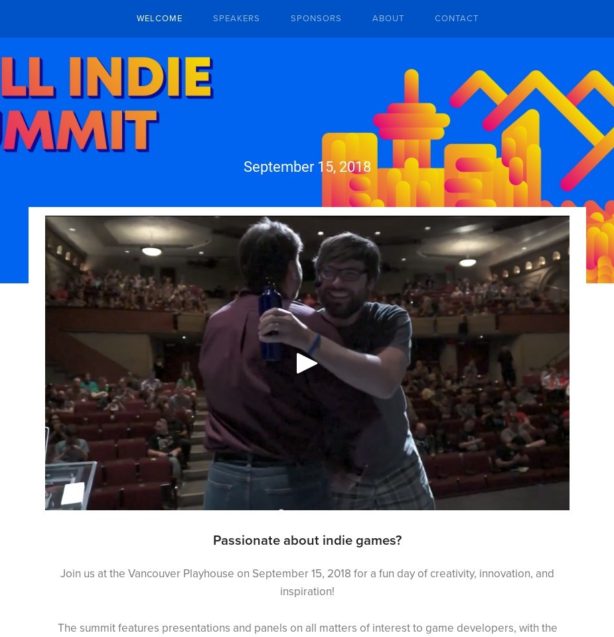 WELCOME SPEAKERS SPONSORS ABOUT CONTACT
LL INDIE
UMMIT
September 15, 2018
Passionate about indie games?
Join us at the Vancouver Playhouse on September 15, 2018 for a fun day of creativity, innovation, and
inspiration!
The summit features presentations and panels on all matters of interest to game developers, with the